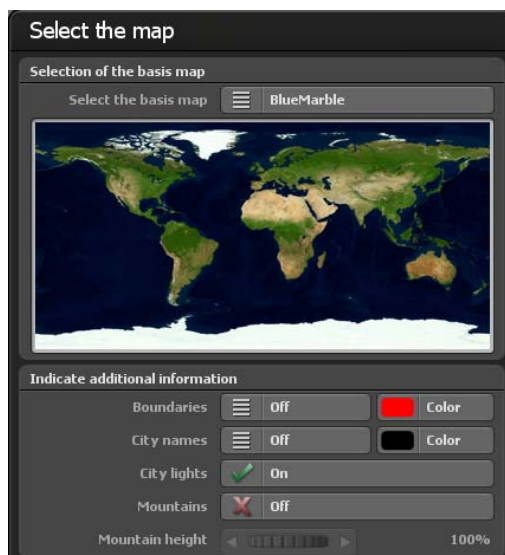 Select the map
Selection of the basis map
Select the basis map BlueMarble
Indicate additional information
Boundaries Off Color
City names Off Color
City lights On
Mountains Off
Mountain height 100%